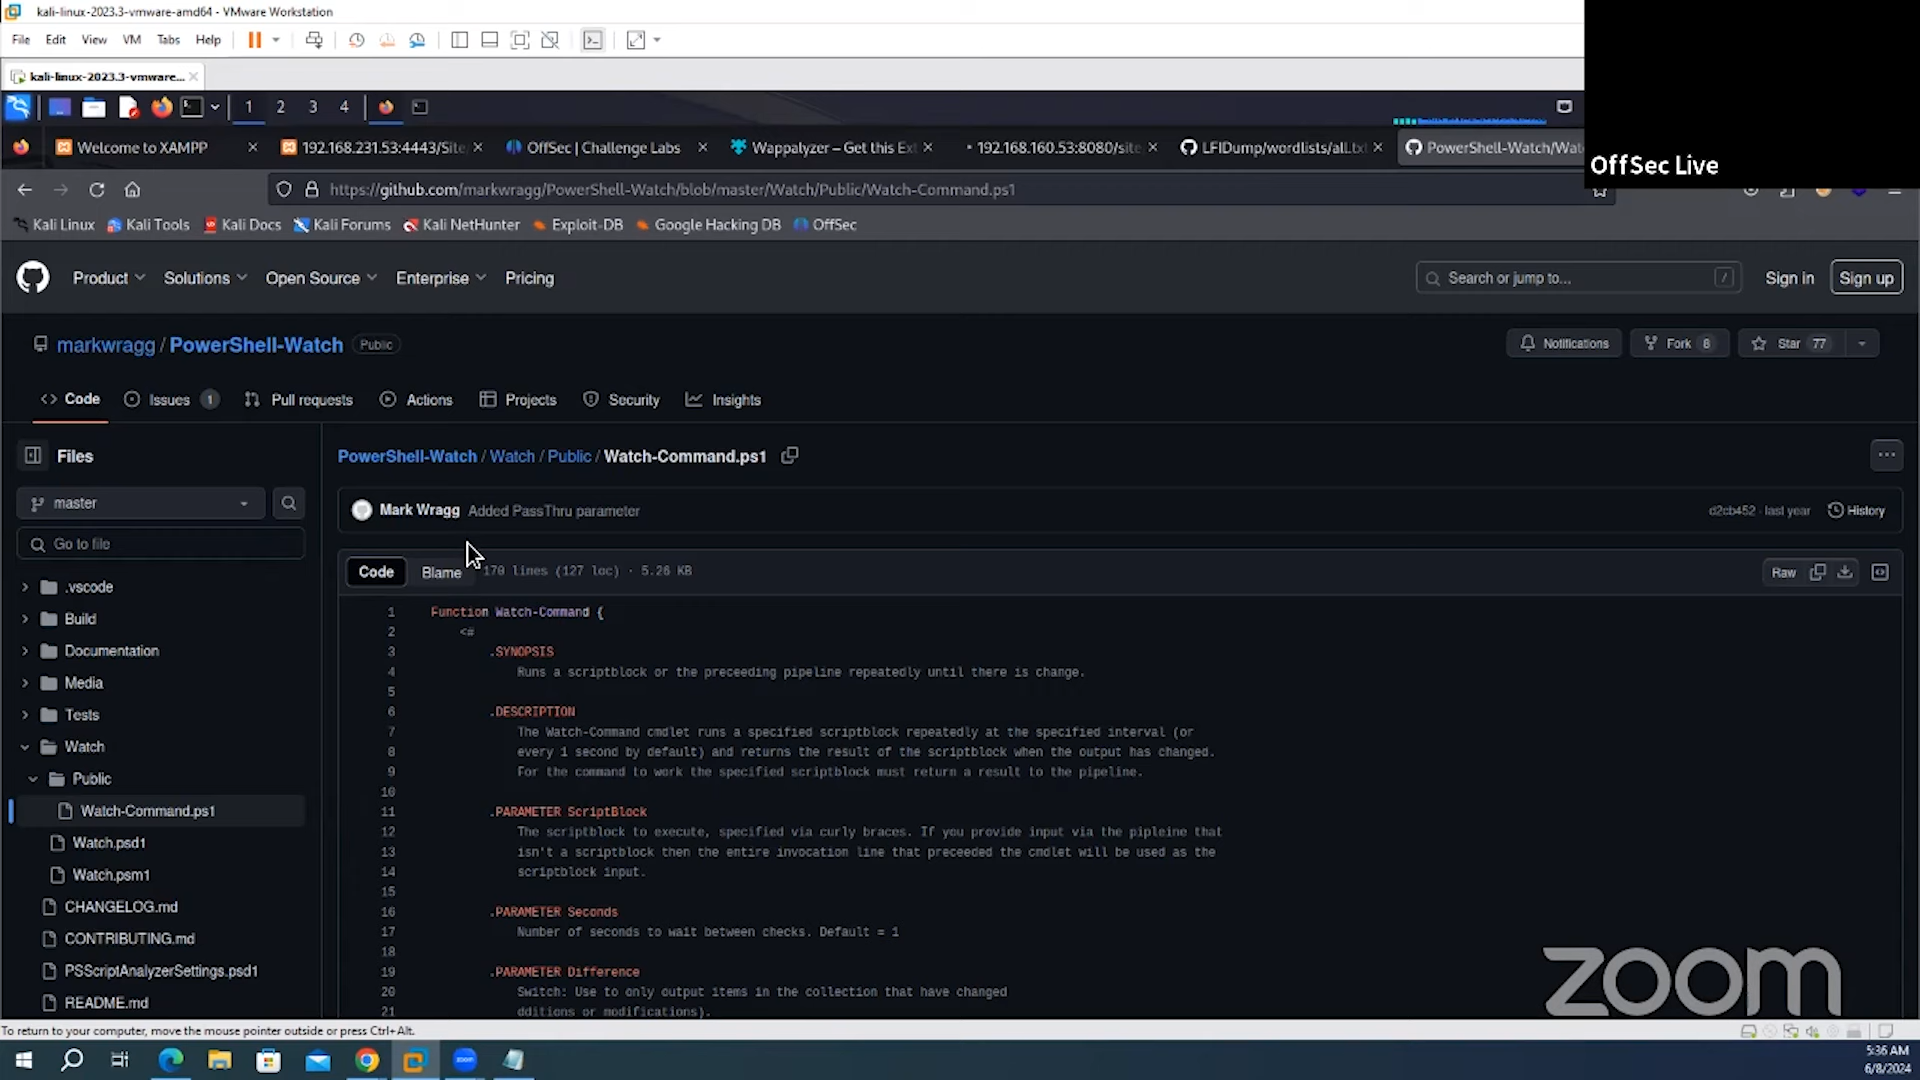 kali-linux-2023.3-vmware-amd64 - VMware Workstation
File Edit View VM Tabs Help
kali-linux-2023.3-vmware...
1 2 3 4
Welcome to XAMPP
192.168.231.53:4443/Site
OffSec | Challenge Labs
Wappalyzer – Get this Ext
192.168.160.53:8080/site
LFIDump/wordlists/all.txt
PowerShell-Watch/Wat
OffSec Live
https://github.com/markwragg/PowerShell-Watch/blob/master/Watch/Public/Watch-Command.ps1
Kali Linux Kali Tools Kali Docs Kali Forums Kali NetHunter Exploit-DB Google Hacking DB OffSec
Product Solutions Open Source Enterprise Pricing
Search or jump to... /
Sign in Sign up
markwragg / PowerShell-Watch Public
Notifications Fork 8 Star 77
Code Issues 1 Pull requests Actions Projects Security Insights
Files
master
Go to file
.vscode
Build
Documentation
Media
Tests
Watch
Public
Watch-Command.ps1
Watch.psd1
Watch.psm1
CHANGELOG.md
CONTRIBUTING.md
PSScriptAnalyzerSettings.psd1
README.md
PowerShell-Watch / Watch / Public / Watch-Command.ps1
Mark Wragg Added PassThru parameter
d2cb452 · last year History
Code Blame 170 lines (127 loc) · 5.26 KB
Raw
1 Function Watch-Command {
2 <#
3 .SYNOPSIS
4 Runs a scriptblock or the preceeding pipeline repeatedly until there is change.
5
6 .DESCRIPTION
7 The Watch-Command cmdlet runs a specified scriptblock repeatedly at the specified interval (or
8 every 1 second by default) and returns the result of the scriptblock when the output has changed.
9 For the command to work the specified scriptblock must return a result to the pipeline.
10
11 .PARAMETER ScriptBlock
12 The scriptblock to execute, specified via curly braces. If you provide input via the pipleine that
13 isn't a scriptblock then the entire invocation line that preceeded the cmdlet will be used as the
14 scriptblock input.
15
16 .PARAMETER Seconds
17 Number of seconds to wait between checks. Default = 1
18
19 .PARAMETER Difference
20 Switch: Use to only output items in the collection that have changed
21 dditions or modifications).
zoom
To return to your computer, move the mouse pointer outside or press Ctrl+Alt.
zoom
5:36 AM
6/8/2024